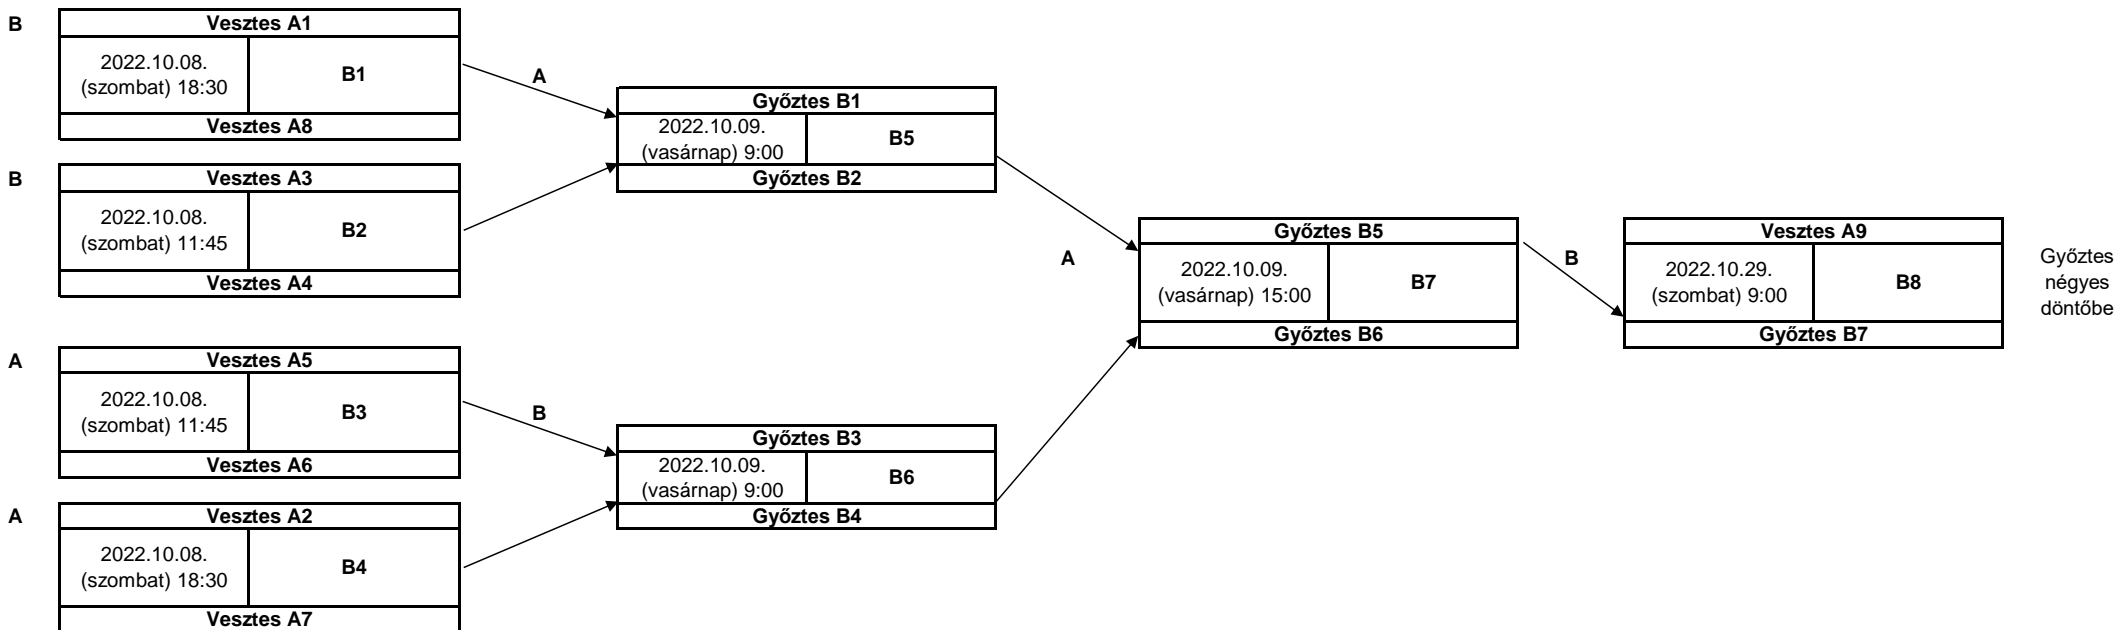 B
Vesztes A1
2022.10.08.
(szombat) 18:30
B1
Vesztes A8
A
Győztes B1
2022.10.09.
(vasárnap) 9:00
B5
Győztes B2
B
Vesztes A3
2022.10.08.
(szombat) 11:45
B2
Vesztes A4
A
Győztes B5
2022.10.09.
(vasárnap) 15:00
B7
Győztes B6
B
Vesztes A9
2022.10.29.
(szombat) 9:00
B8
Győztes B7
Győztes
négyes
döntőbe
A
Vesztes A5
2022.10.08.
(szombat) 11:45
B3
Vesztes A6
B
Győztes B3
2022.10.09.
(vasárnap) 9:00
B6
Győztes B4
A
Vesztes A2
2022.10.08.
(szombat) 18:30
B4
Vesztes A7